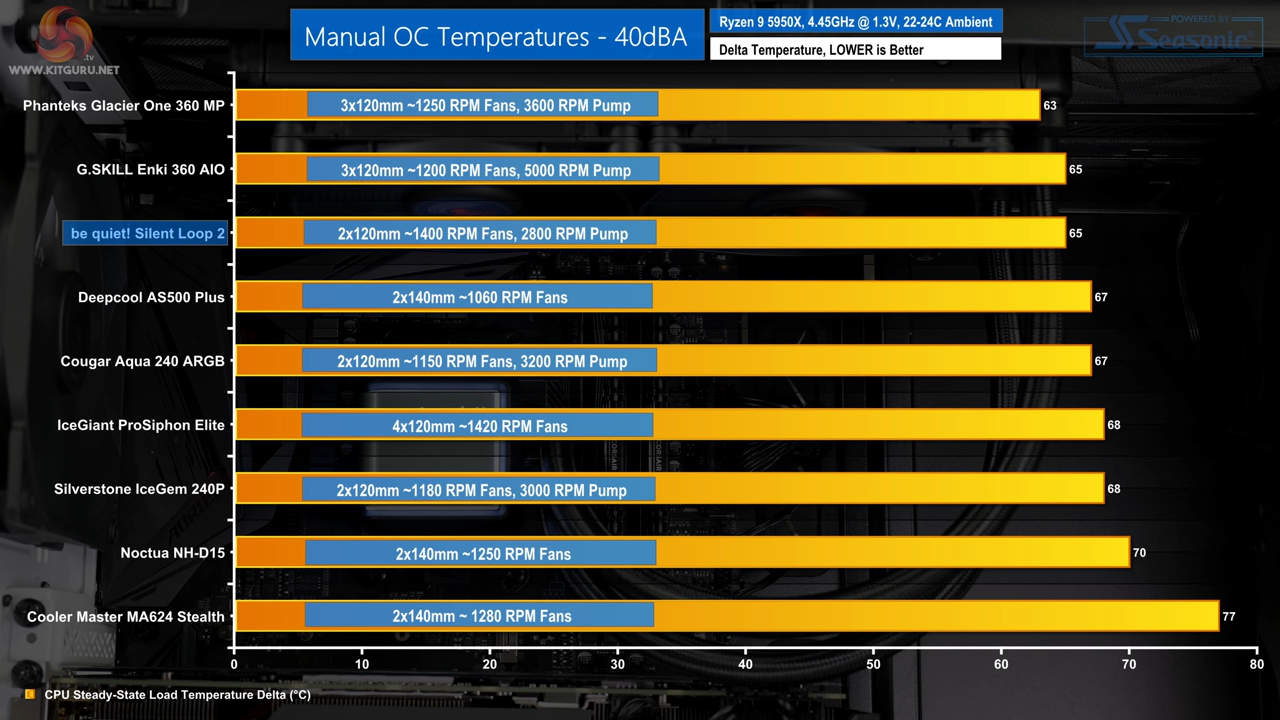 WWW.KITGURU.NET
.tv
Manual OC Temperatures - 40dBA
Ryzen 9 5950X, 4.45GHz @ 1.3V, 22-24C Ambient
Delta Temperature, LOWER is Better
POWERED BY
Seasonic
Phanteks Glacier One 360 MP 3x120mm ~1250 RPM Fans, 3600 RPM Pump 63
G.SKILL Enki 360 AIO 3x120mm ~1200 RPM Fans, 5000 RPM Pump 65
be quiet! Silent Loop 2 2x120mm ~1400 RPM Fans, 2800 RPM Pump 65
Deepcool AS500 Plus 2x140mm ~1060 RPM Fans 67
Cougar Aqua 240 ARGB 2x120mm ~1150 RPM Fans, 3200 RPM Pump 67
IceGiant ProSiphon Elite 4x120mm ~1420 RPM Fans 68
Silverstone IceGem 240P 2x120mm ~1180 RPM Fans, 3000 RPM Pump 68
Noctua NH-D15 2x140mm ~1250 RPM Fans 70
Cooler Master MA624 Stealth 2x140mm ~ 1280 RPM Fans 77
0 10 20 30 40 50 60 70 80
CPU Steady-State Load Temperature Delta (°C)